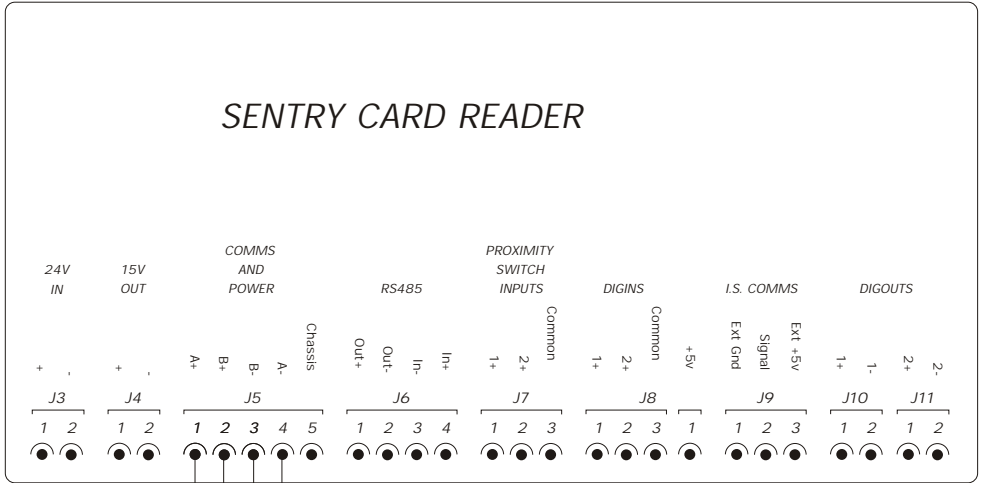 SENTRY CARD READER
24V
IN
15V
OUT
COMMS
AND
POWER
RS485
PROXIMITY
SWITCH
INPUTS
DIGINS
I.S. COMMS
DIGOUTS
+ - + - A+ B+ B- A- Chassis Out+ Out- In- In+ 1+ 2+ Common 1+ 2+ Common +5v Ext Gnd Signal Ext +5v 1+ 1- 2+ 2-
J3 J4 J5 J6 J7 J8 J9 J10 J11
1 2 1 2 1 2 3 4 5 1 2 3 4 1 2 3 1 2 3 1 1 2 3 1 2 1 2